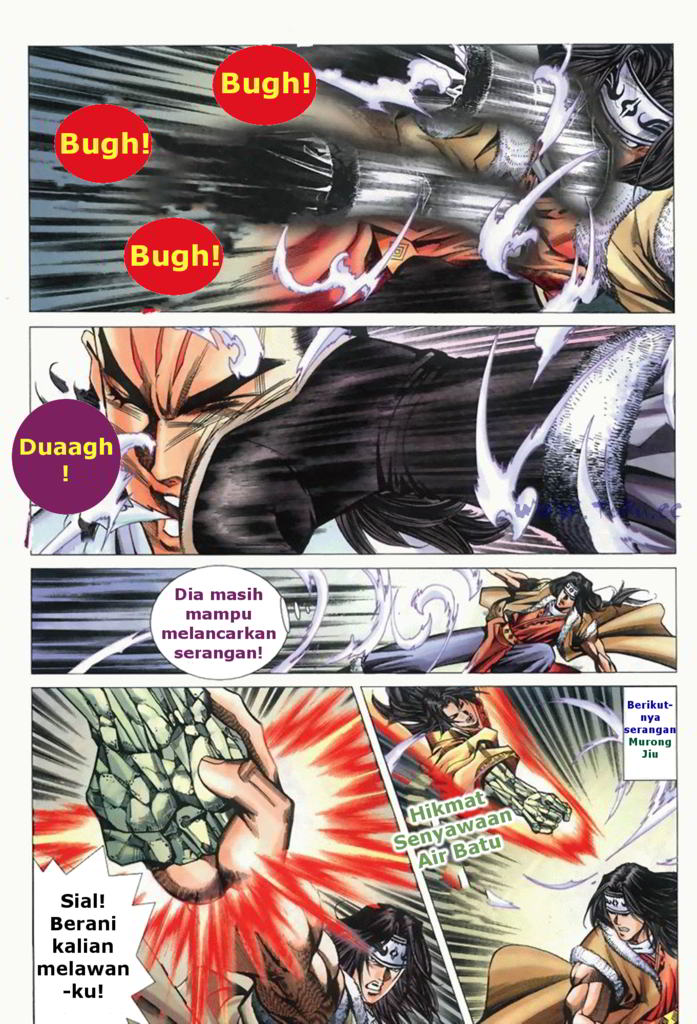 Bugh!
Bugh!
Bugh!
Duaagh
!
Dia masih
mampu
melancarkan
serangan!
Berikut-
nya
serangan
Murong
Jiu
Hikmat
Senyawaan
Air Batu
Sial!
Berani
kalian
melawan
-ku!